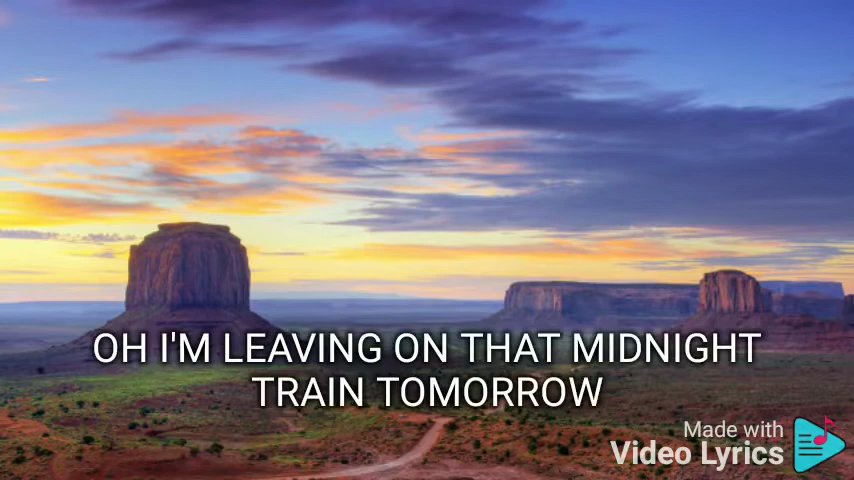 OH I'M LEAVING ON THAT MIDNIGHT
TRAIN TOMORROW
Made with
Video Lyrics